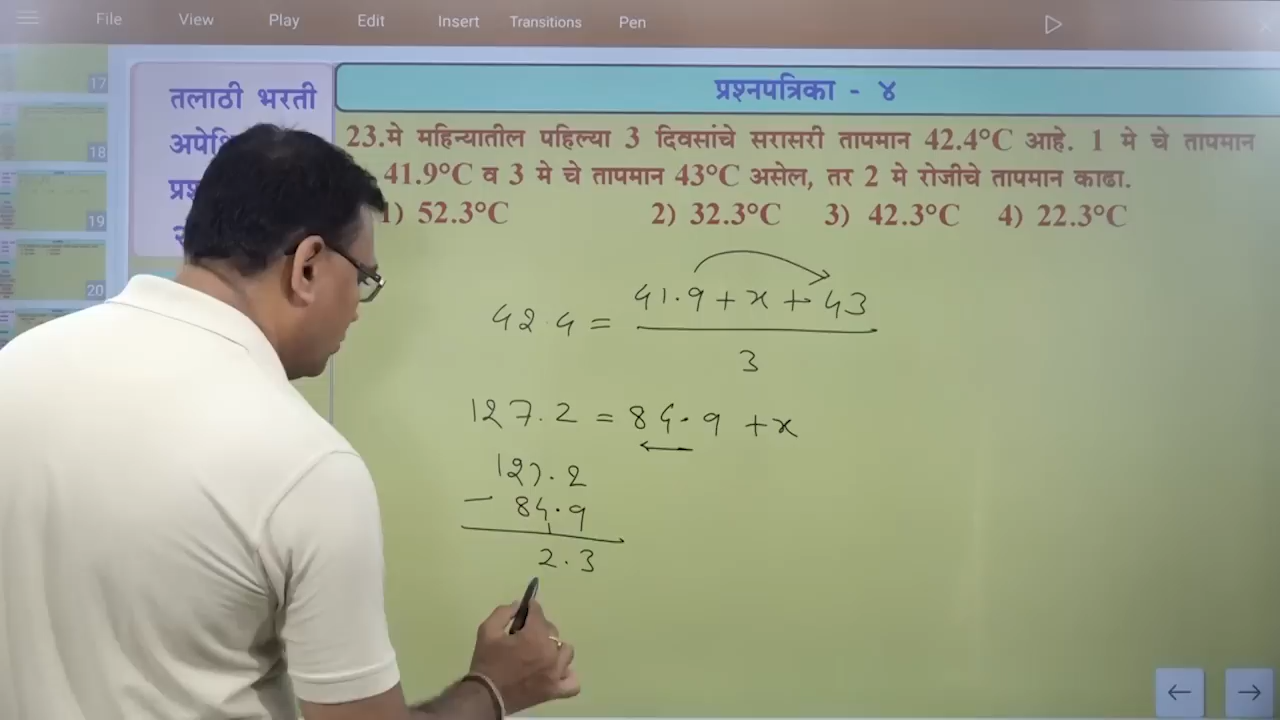 File View Play Edit Insert Transitions Pen
17
18
19
20
तलाठी भरती
प्रश्नपत्रिका - ४
23.मे महिन्यातील पहिल्या 3 दिवसांचे सरासरी तापमान 42.4°C आहे. 1 मे चे तापमान
41.9°C व 3 मे चे तापमान 43°C असेल, तर 2 मे रोजीचे तापमान काढा.
1) 52.3°C 2) 32.3°C 3) 42.3°C 4) 22.3°C
42.4 = 41.9 + x + 43
3
127.2 = 84.9 + x
127.2
- 84.9
2.3